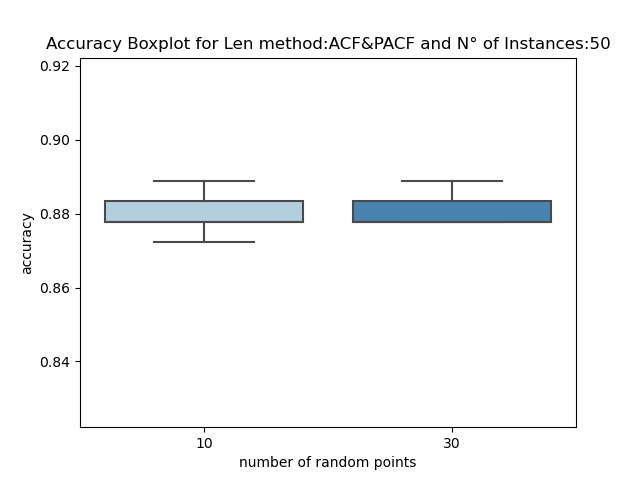 Accuracy Boxplot for Len method:ACF&PACF and N° of Instances:50
0.92
0.90
0.88
0.86
0.84
accuracy
10 30
number of random points